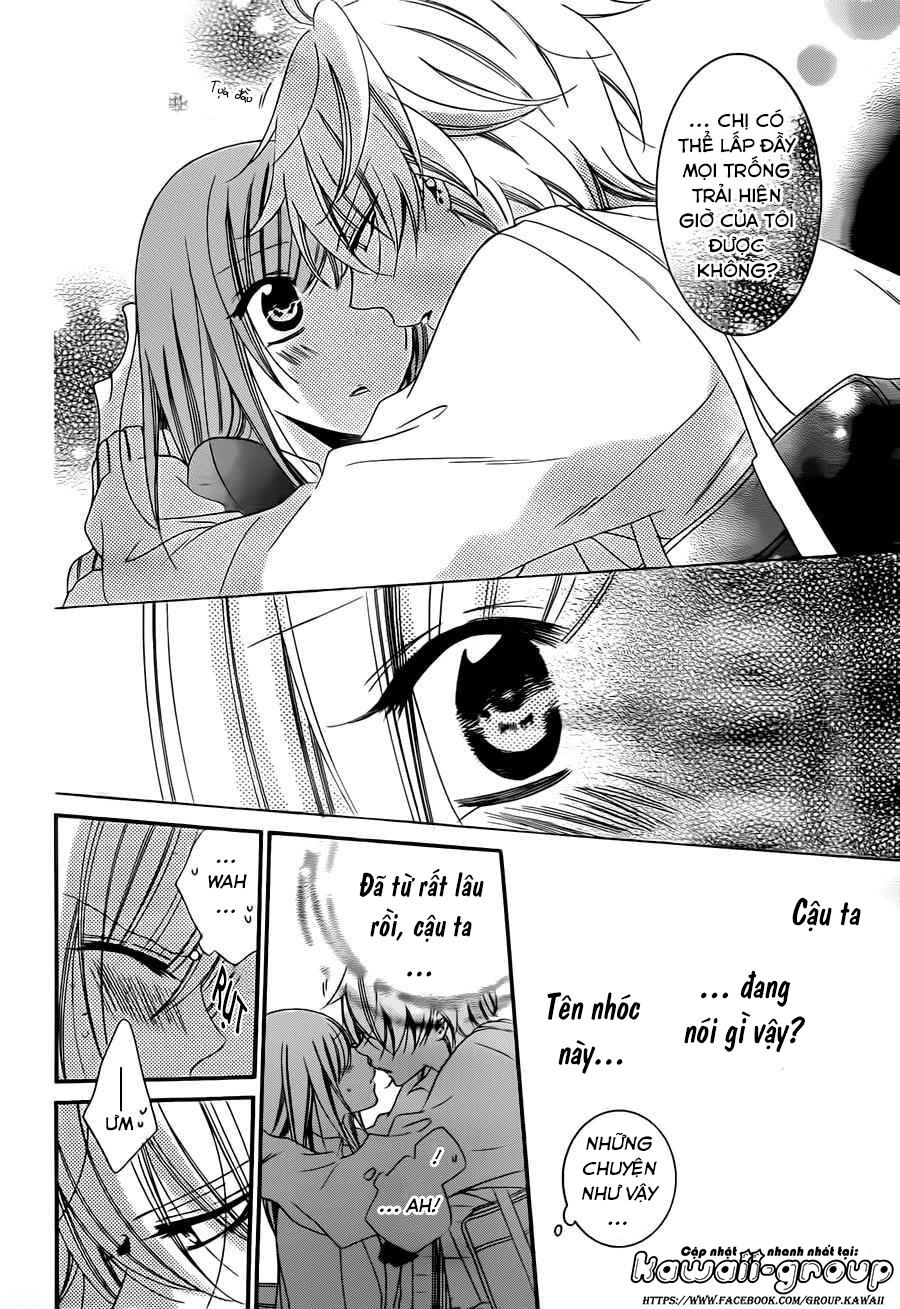 ... CHỊ CÓ
THỂ LẤP ĐẦY
MỌI TRỐNG
TRẢI HIỆN
GIỜ CỦA TÔI
ĐƯỢC
KHÔNG?
Tựa đầu
Cậu ta
... đang
nói gì vậy?
Tên nhóc
này...
NHỮNG
CHUYỆN
NHƯ VẬY
...
Đã từ rất lâu
rồi, cậu ta
...
!
... AH!
...
WAH
...
RỤT
ƯM
Cập nhật nhanh nhất tại:
kawaii-group
HTTPS://WWW.FACEBOOK.COM/GROUP.KAWAII